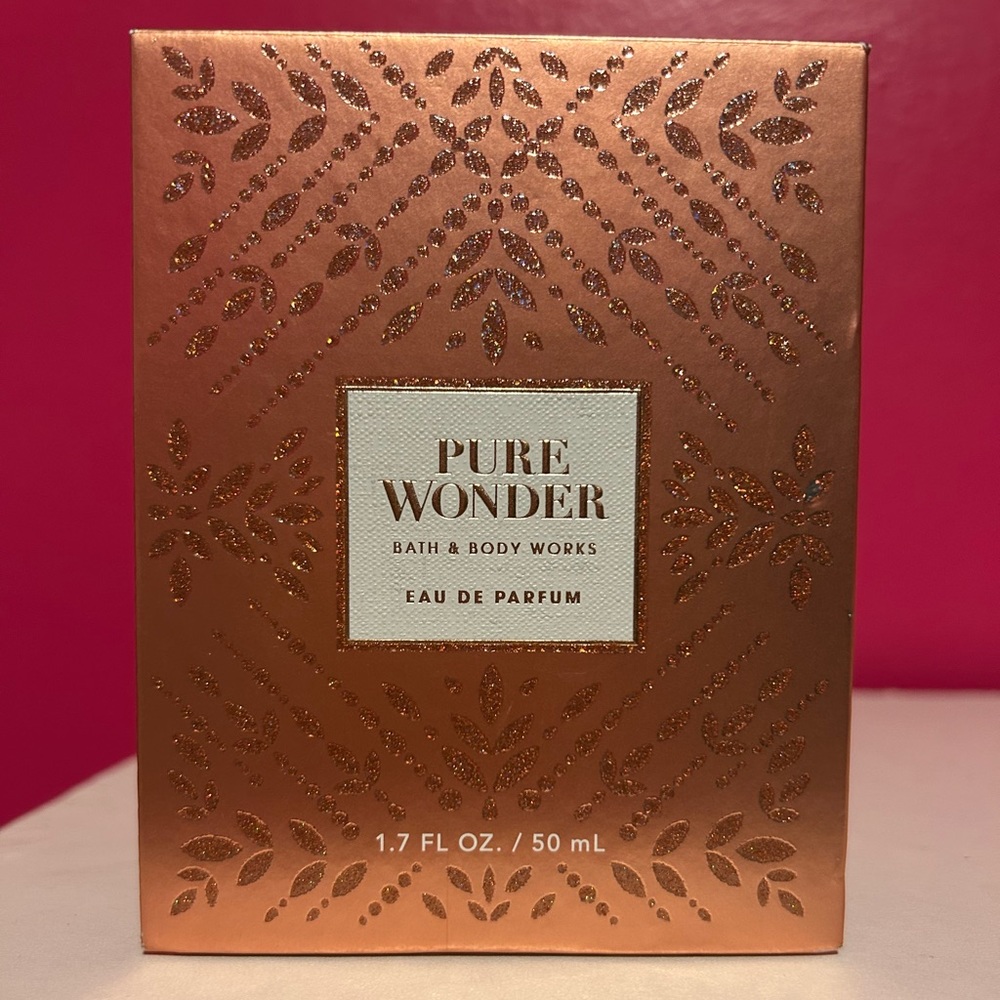 PURE
WONDER
BATH & BODY WORKS
EAU DE PARFUM
1.7 FL OZ. / 50 mL